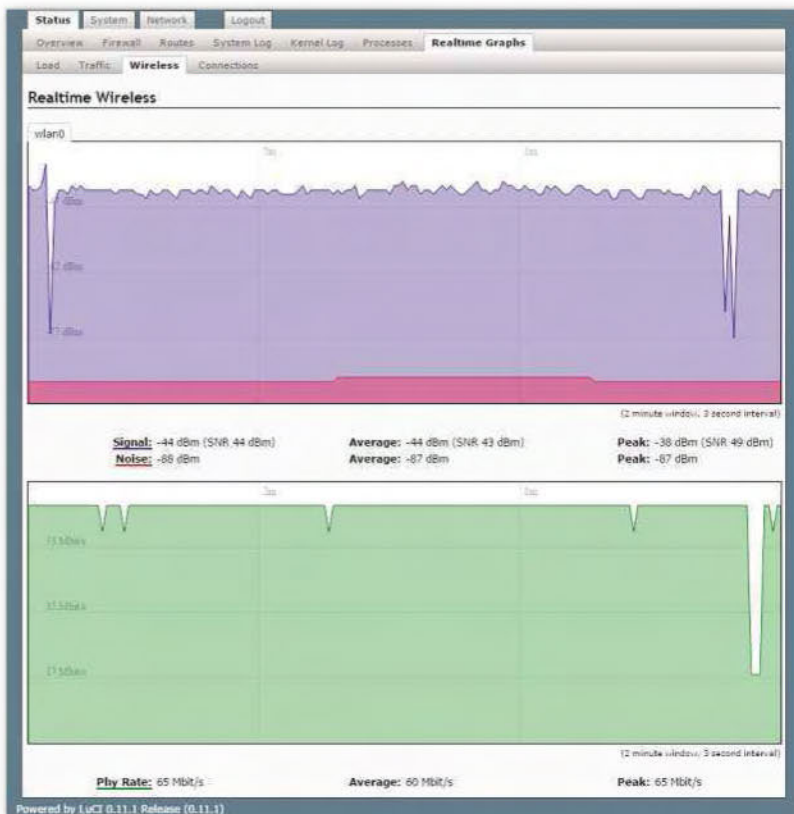 Status System Network Logout
Overview Firewall Routes System Log Kernel Log Processes Realtime Graphs
Load Traffic Wireless Connections
Realtime Wireless
wlan0
(2 minute window, 3 second interval)
Signal: -44 dBm (SNR 44 dBm) Average: -44 dBm (SNR 43 dBm) Peak: -38 dBm (SNR 49 dBm)
Noise: -88 dBm Average: -87 dBm Peak: -87 dBm
(2 minute window, 3 second interval)
Phy Rate: 65 Mbit/s Average: 60 Mbit/s Peak: 65 Mbit/s
Powered by LuCI 0.11.1 Release (0.11.1)